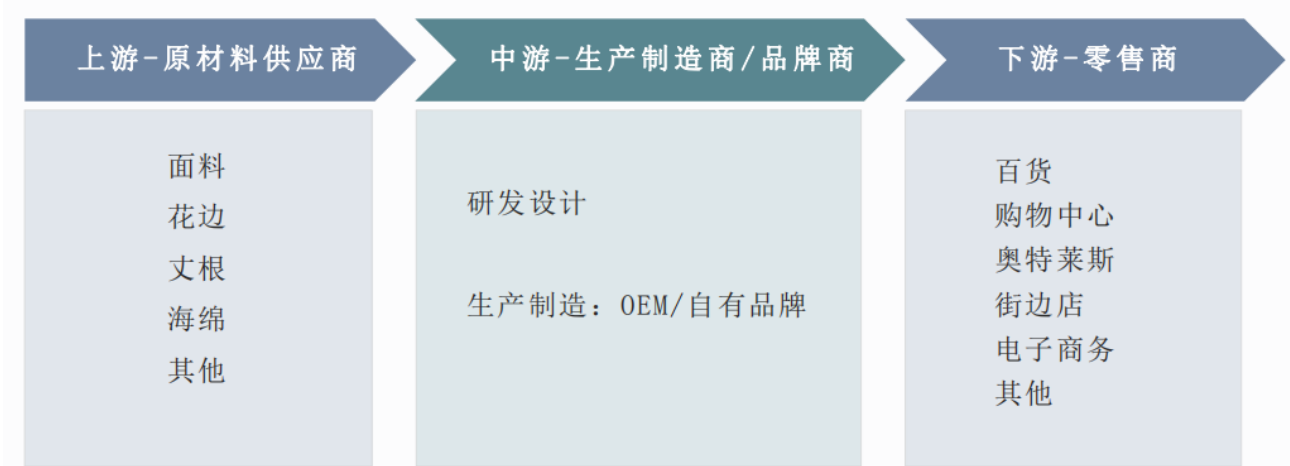 上游-原材料供应商
中游-生产制造商/品牌商
下游-零售商
面料
花边
丈根
海绵
其他
研发设计
生产制造：OEM/自有品牌
百货
购物中心
奥特莱斯
街边店
电子商务
其他